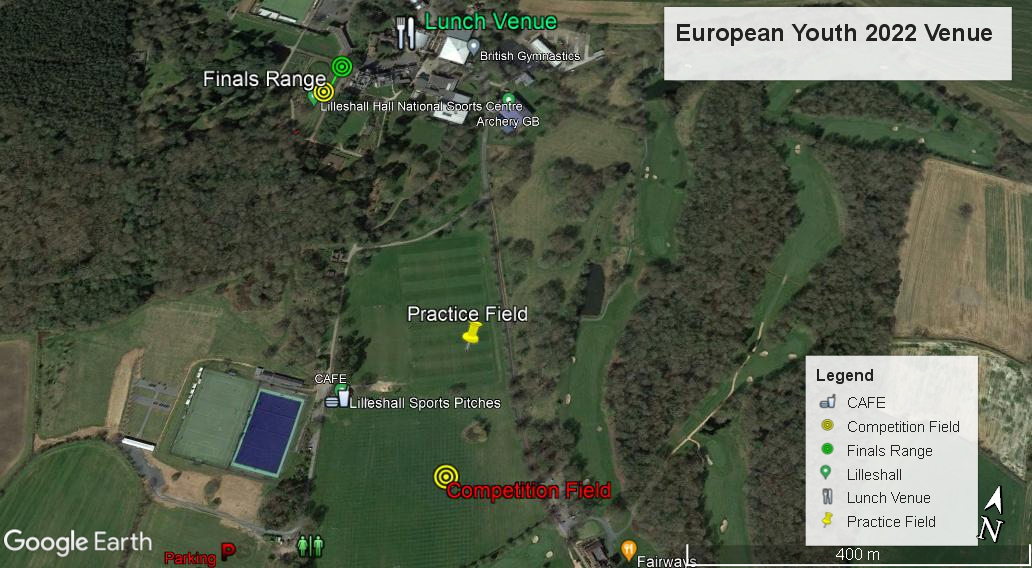 Lunch Venue
European Youth 2022 Venue
British Gymnastics
Finals Range
Lilleshall Hall National Sports Centre
Archery GB
Practice Field
CAFE
Lilleshall Sports Pitches
Competition Field
Legend
CAFE
Competition Field
Finals Range
Lilleshall
Lunch Venue
Practice Field
N
Google Earth
Parking P
Fairways
400 m